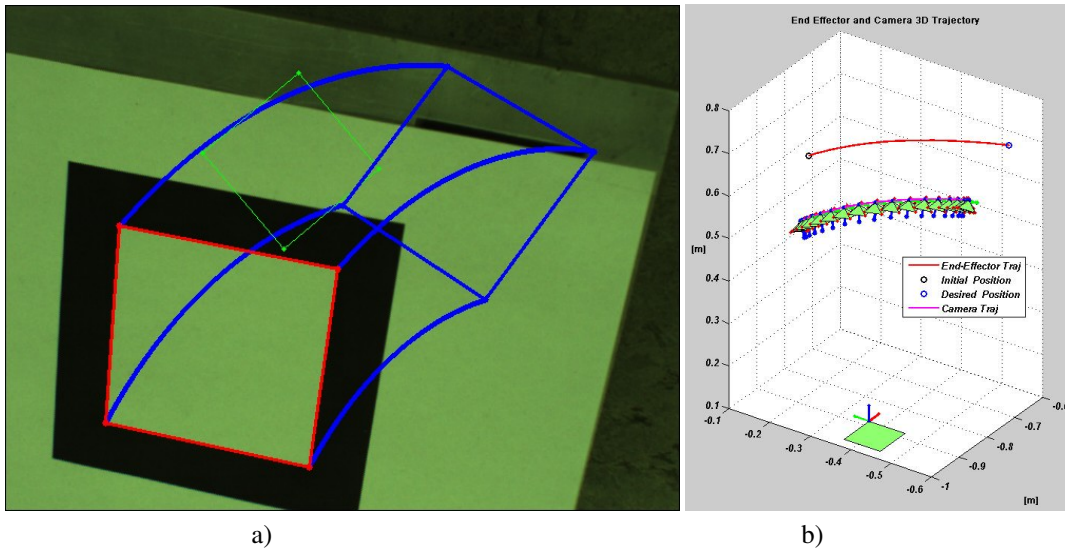 End Effector and Camera 3D Trajectory
0.8
0.7
0.6
0.5
[m]
0.4
0.3
0.2
0.1
-0.1
-0.2
-0.3
-0.4
-0.5
-0.6
-1
-0.9
-0.8
-0.7
[m]
End-Effector Traj
Initial Position
Desired Position
Camera Traj
a)
b)